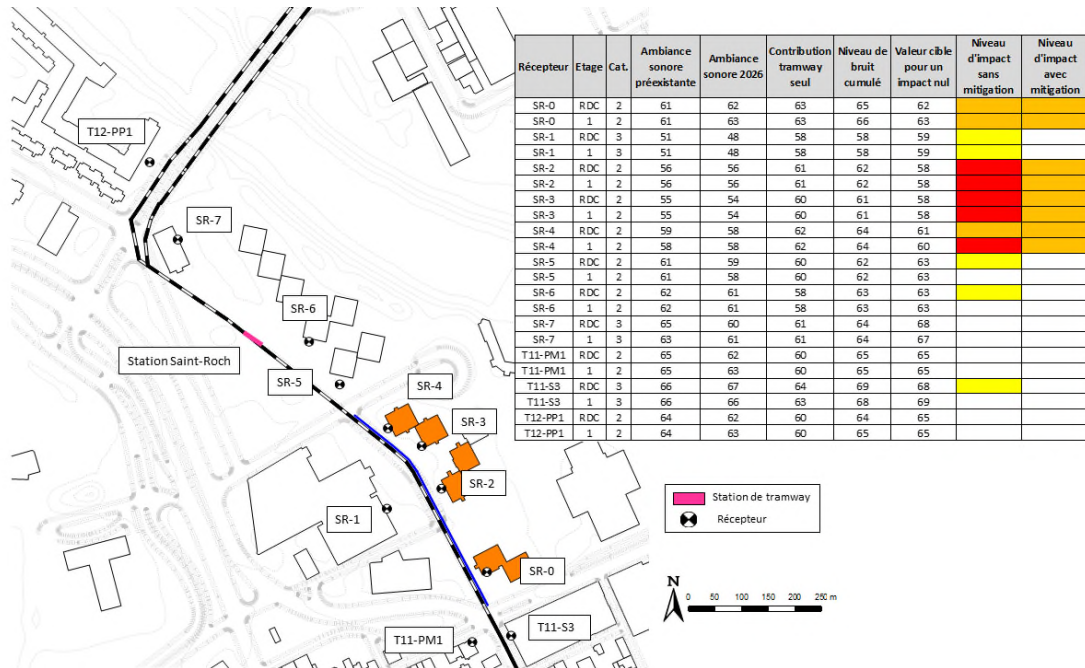 T12-PP1
SR-7
SR-6
Station Saint-Roch
SR-5
SR-4
SR-3
SR-2
SR-1
SR-0
T11-PM1
T11-S3
Récepteur Etage Cat. Ambiance sonore préexistante Ambiance sonore 2026 Contribution tramway seul Niveau de bruit cumulé Valeur cible pour un impact nul Niveau d'impact sans mitigation Niveau d'impact avec mitigation
SR-0 RDC 2 61 62 63 65 62
SR-0 1 2 61 63 63 66 63
SR-1 RDC 3 51 48 58 58 59
SR-1 1 3 51 48 58 58 59
SR-2 RDC 2 56 56 61 62 58
SR-2 1 2 56 56 61 62 58
SR-3 RDC 2 55 54 60 61 58
SR-3 1 2 55 54 60 61 58
SR-4 RDC 2 59 58 62 64 61
SR-4 1 2 58 58 62 64 60
SR-5 RDC 2 61 59 60 62 63
SR-5 1 2 61 58 60 62 63
SR-6 RDC 2 62 61 58 63 63
SR-6 1 2 62 61 58 63 63
SR-7 RDC 3 65 60 61 64 68
SR-7 1 3 63 61 61 64 67
T11-PM1 RDC 2 65 62 60 65 65
T11-PM1 1 2 65 63 60 65 65
T11-S3 RDC 3 66 67 64 69 68
T11-S3 1 3 66 66 63 68 69
T12-PP1 RDC 2 64 62 60 64 65
T12-PP1 1 2 64 63 60 65 65
Station de tramway
Récepteur
N
0 50 100 150 200 250 m